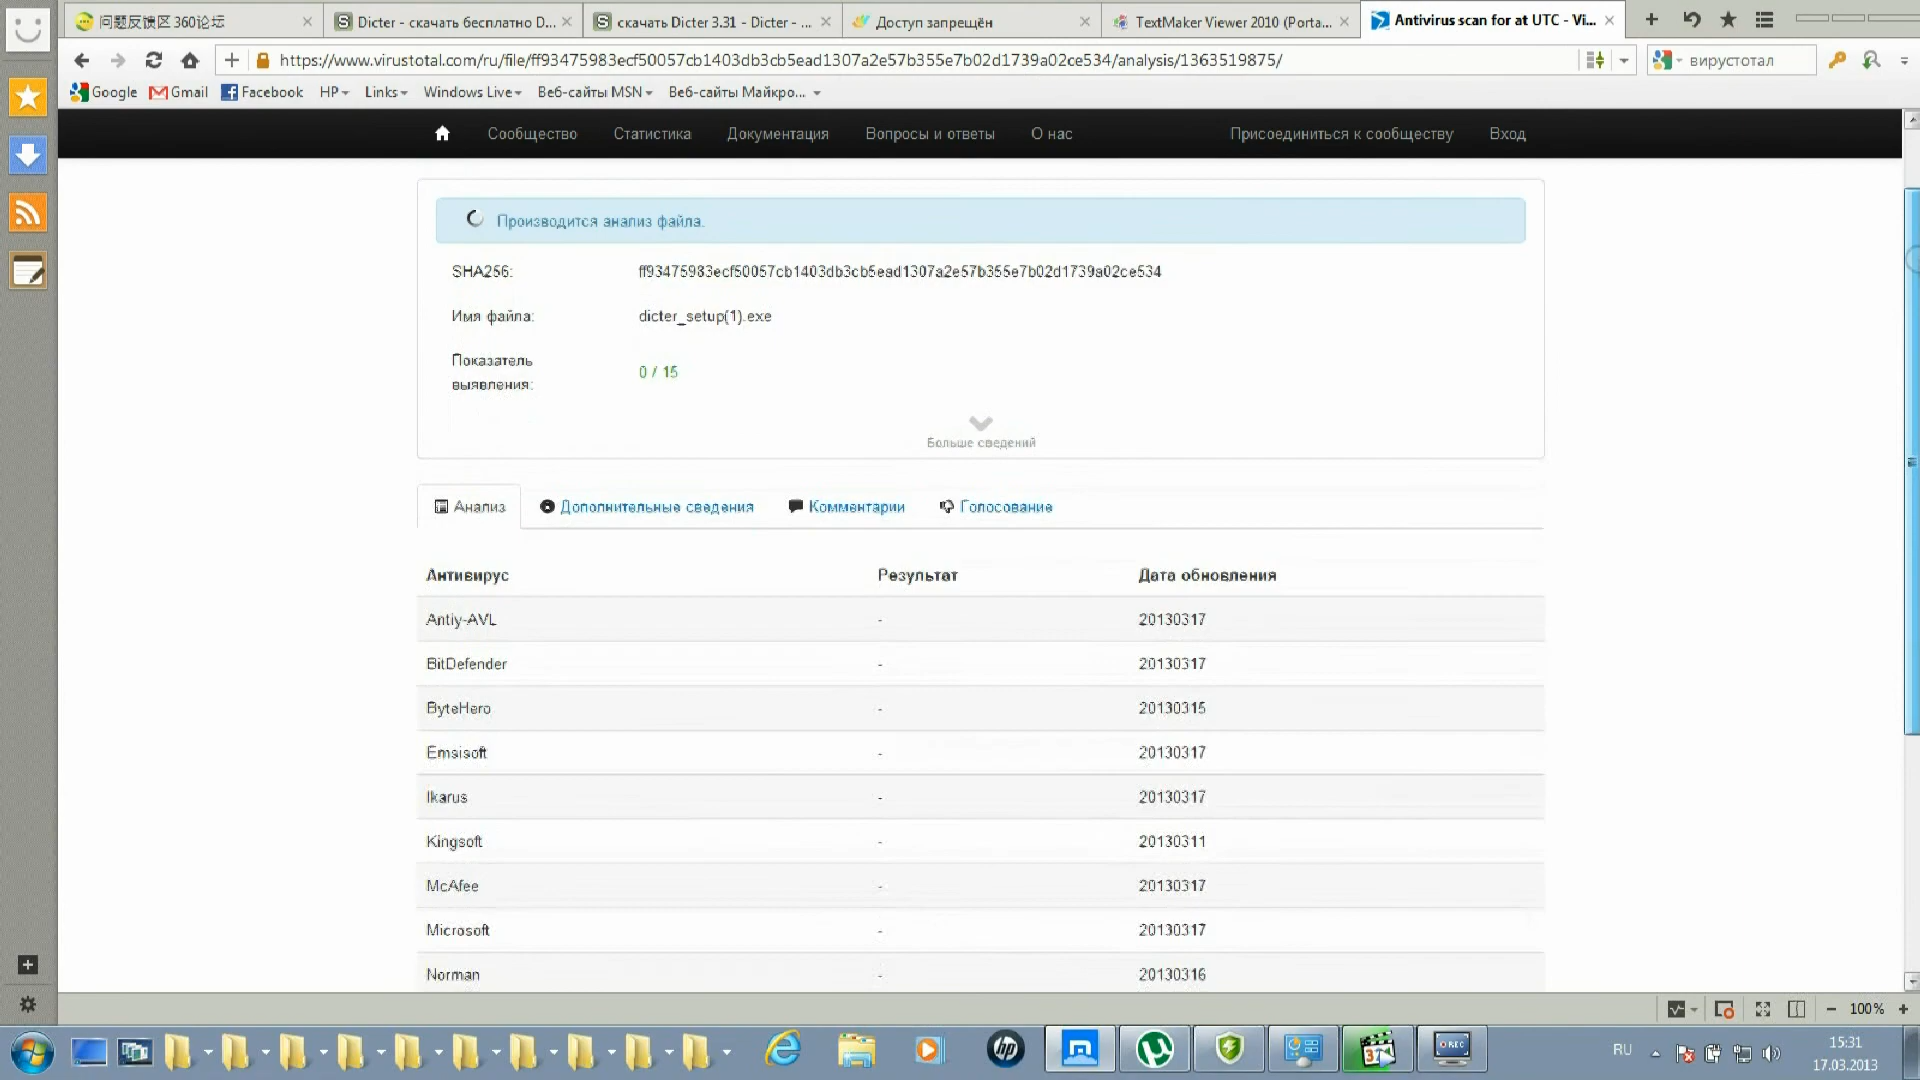 问题反馈区 360论坛
Dicter - скачать бесплатно D...
скачать Dicter 3.31 - Dicter - ...
Доступ запрещён
TextMaker Viewer 2010 (Porta...
Antivirus scan for at UTC - Vi...
https://www.virustotal.com/ru/file/ff93475983ecf50057cb1403db3cb5ead1307a2e57b355e7b02d1739a02ce534/analysis/1363519875/
вирустотал
Google Gmail Facebook HP Links Windows Live Веб-сайты MSN Веб-сайты Майкро...
Сообщество Статистика Документация Вопросы и ответы О нас Присоединиться к сообществу Вход
Производится анализ файла.
SHA256: ff93475983ecf50057cb1403db3cb5ead1307a2e57b355e7b02d1739a02ce534
Имя файла: dicter_setup(1).exe
Показатель
выявления: 0 / 15
Больше сведений
Анализ Дополнительные сведения Комментарии Голосование
Антивирус Результат Дата обновления
Antiy-AVL - 20130317
BitDefender - 20130317
ByteHero - 20130315
Emsisoft - 20130317
Ikarus - 20130317
Kingsoft - 20130311
McAfee - 20130317
Microsoft - 20130317
Norman - 20130316
100%
RU
15:31
17.03.2013